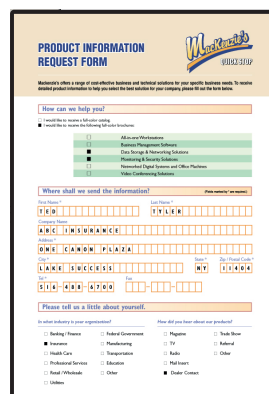 PRODUCT INFORMATION
REQUEST FORM
MacKenzie's
QUICK STOP
Mackenzie's offers a range of cost-effective business and technical solutions for your specific business needs. To receive
detailed product information to help you select the best solution for your company, please fill out the form below.
How can we help you?
I would like to receive a full-color catalog.
I would like to receive the following full-color brochures:
All-in-one Workstations
Business Management Software
Data Storage & Networking Solutions
Monitoring & Security Solutions
Networked Digital Systems and Office Machines
Video Conferencing Solutions
Where shall we send the information?
(Fields marked by * are required.)
First Name * Last Name *
TED TYLER
Company Name
ABC INSURANCE
Address *
ONE CANON PLAZA
City * State * Zip / Postal Code *
LAKE SUCCESS NY 11404
Tel * Fax
516-488-6700 - -
Please tell us a little about yourself.
In what industry is your organization? How did you hear about our products?
Banking / Finance Federal Government Magazine Trade Show
Insurance Manufacturing TV Referral
Health Care Transportation Radio Other
Professional Services Education Mail Insert
Retail / Wholesale Other Dealer Contact
Utilities